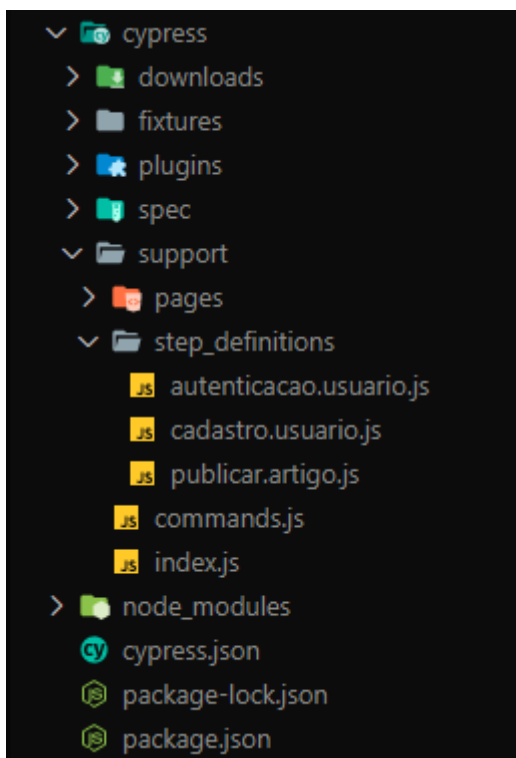 cypress
downloads
fixtures
plugins
spec
support
pages
step_definitions
autenticacao.usuario.js
cadastro.usuario.js
publicar.artigo.js
commands.js
index.js
node_modules
cypress.json
package-lock.json
package.json